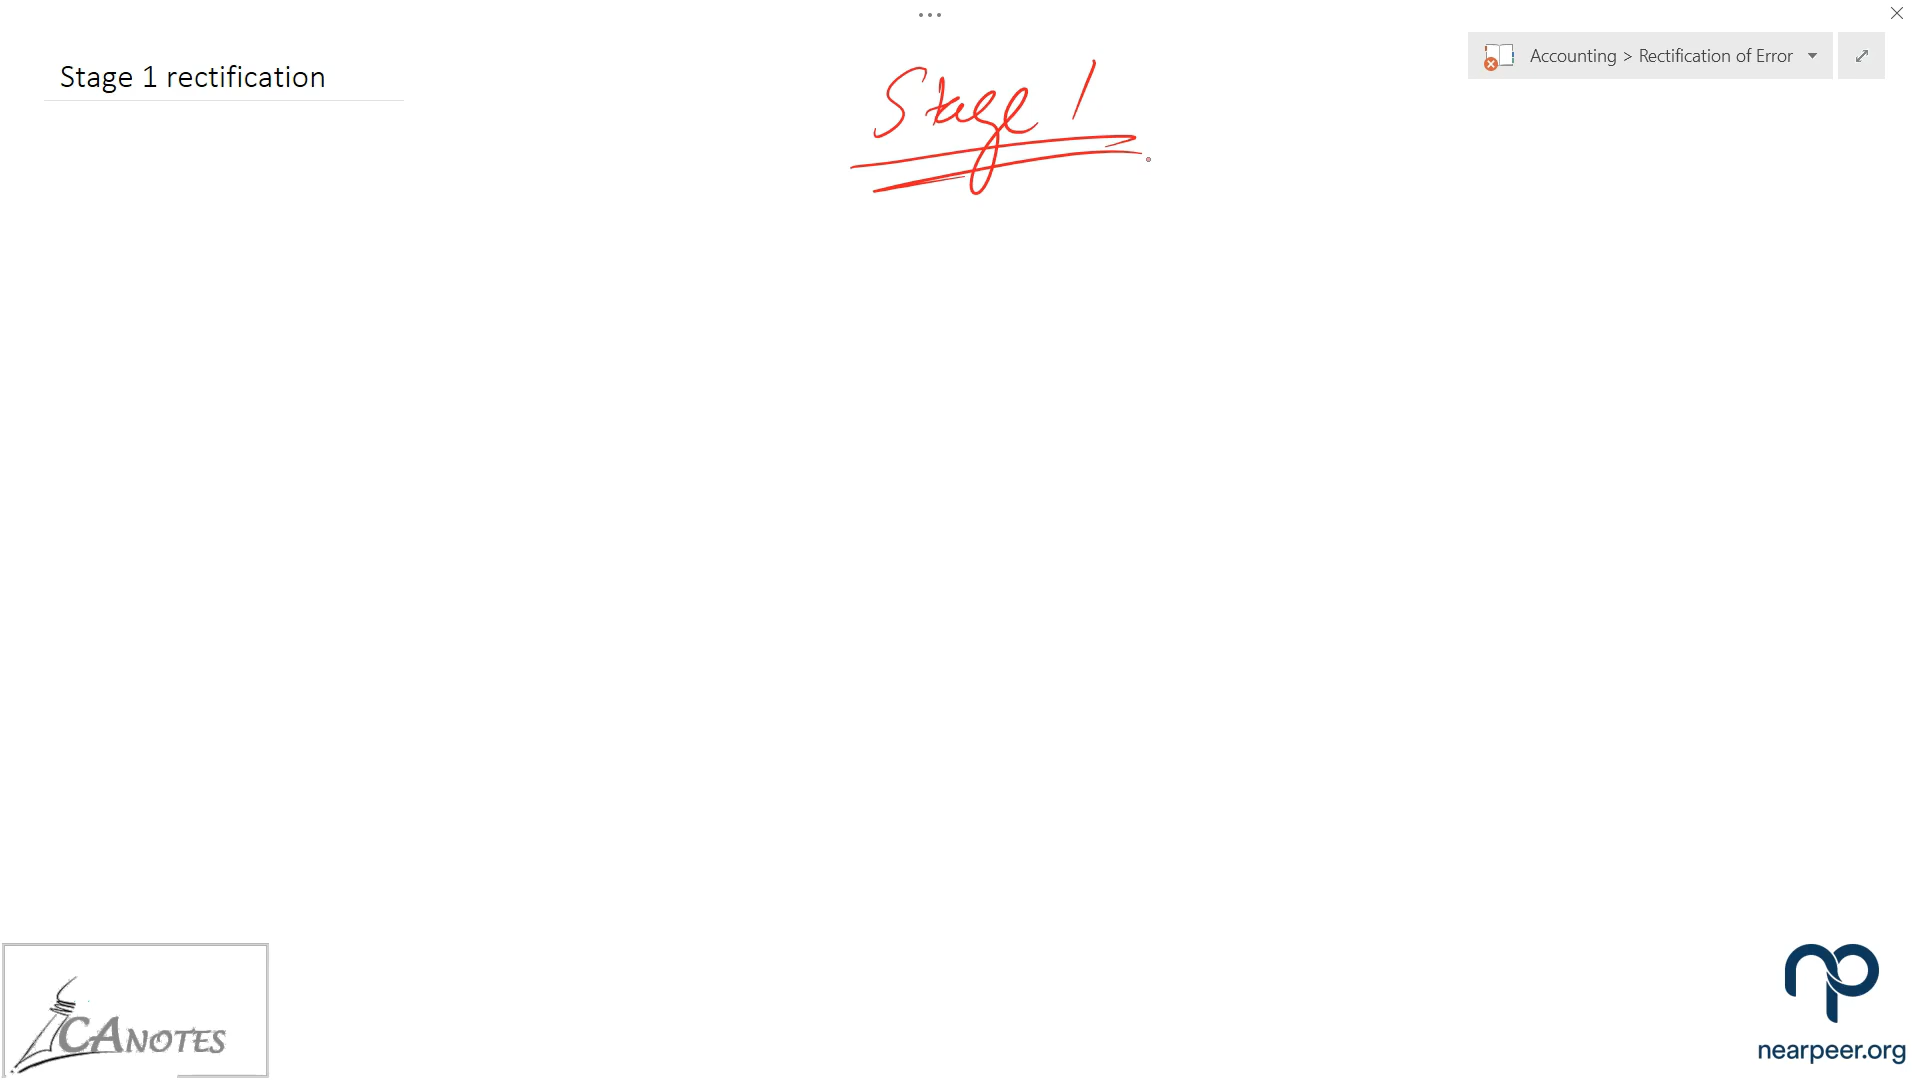 Stage 1 rectification
Stage 1
Accounting > Rectification of Error
CANOTES
nearpeer.org